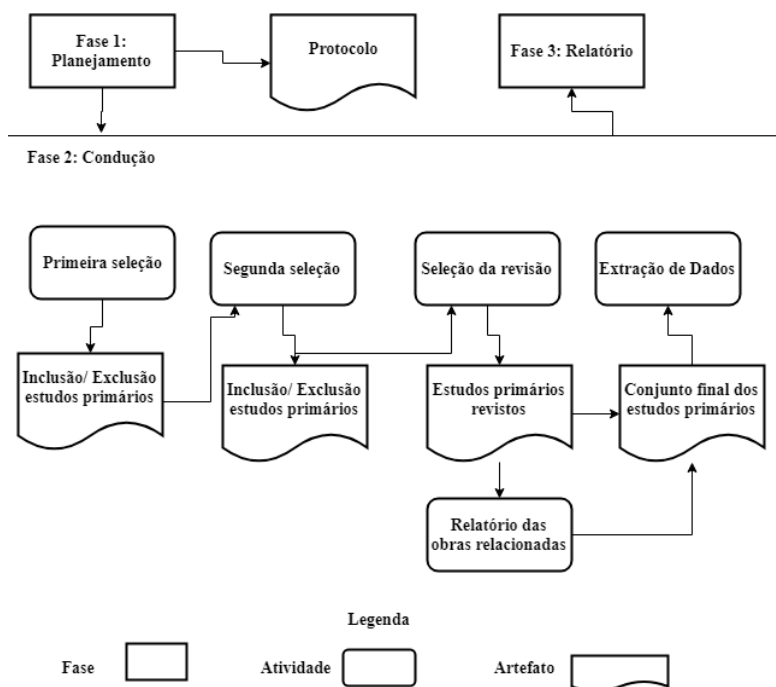 Fase 1:
Planejamento
Protocolo
Fase 3: Relatório
Fase 2: Condução
Primeira seleção
Segunda seleção
Seleção da revisão
Extração de Dados
Inclusão/ Exclusão
estudos primários
Inclusão/ Exclusão
estudos primários
Estudos primários
revistos
Conjunto final dos
estudos primários
Relatório das
obras relacionadas
Legenda
Fase
Atividade
Artefato